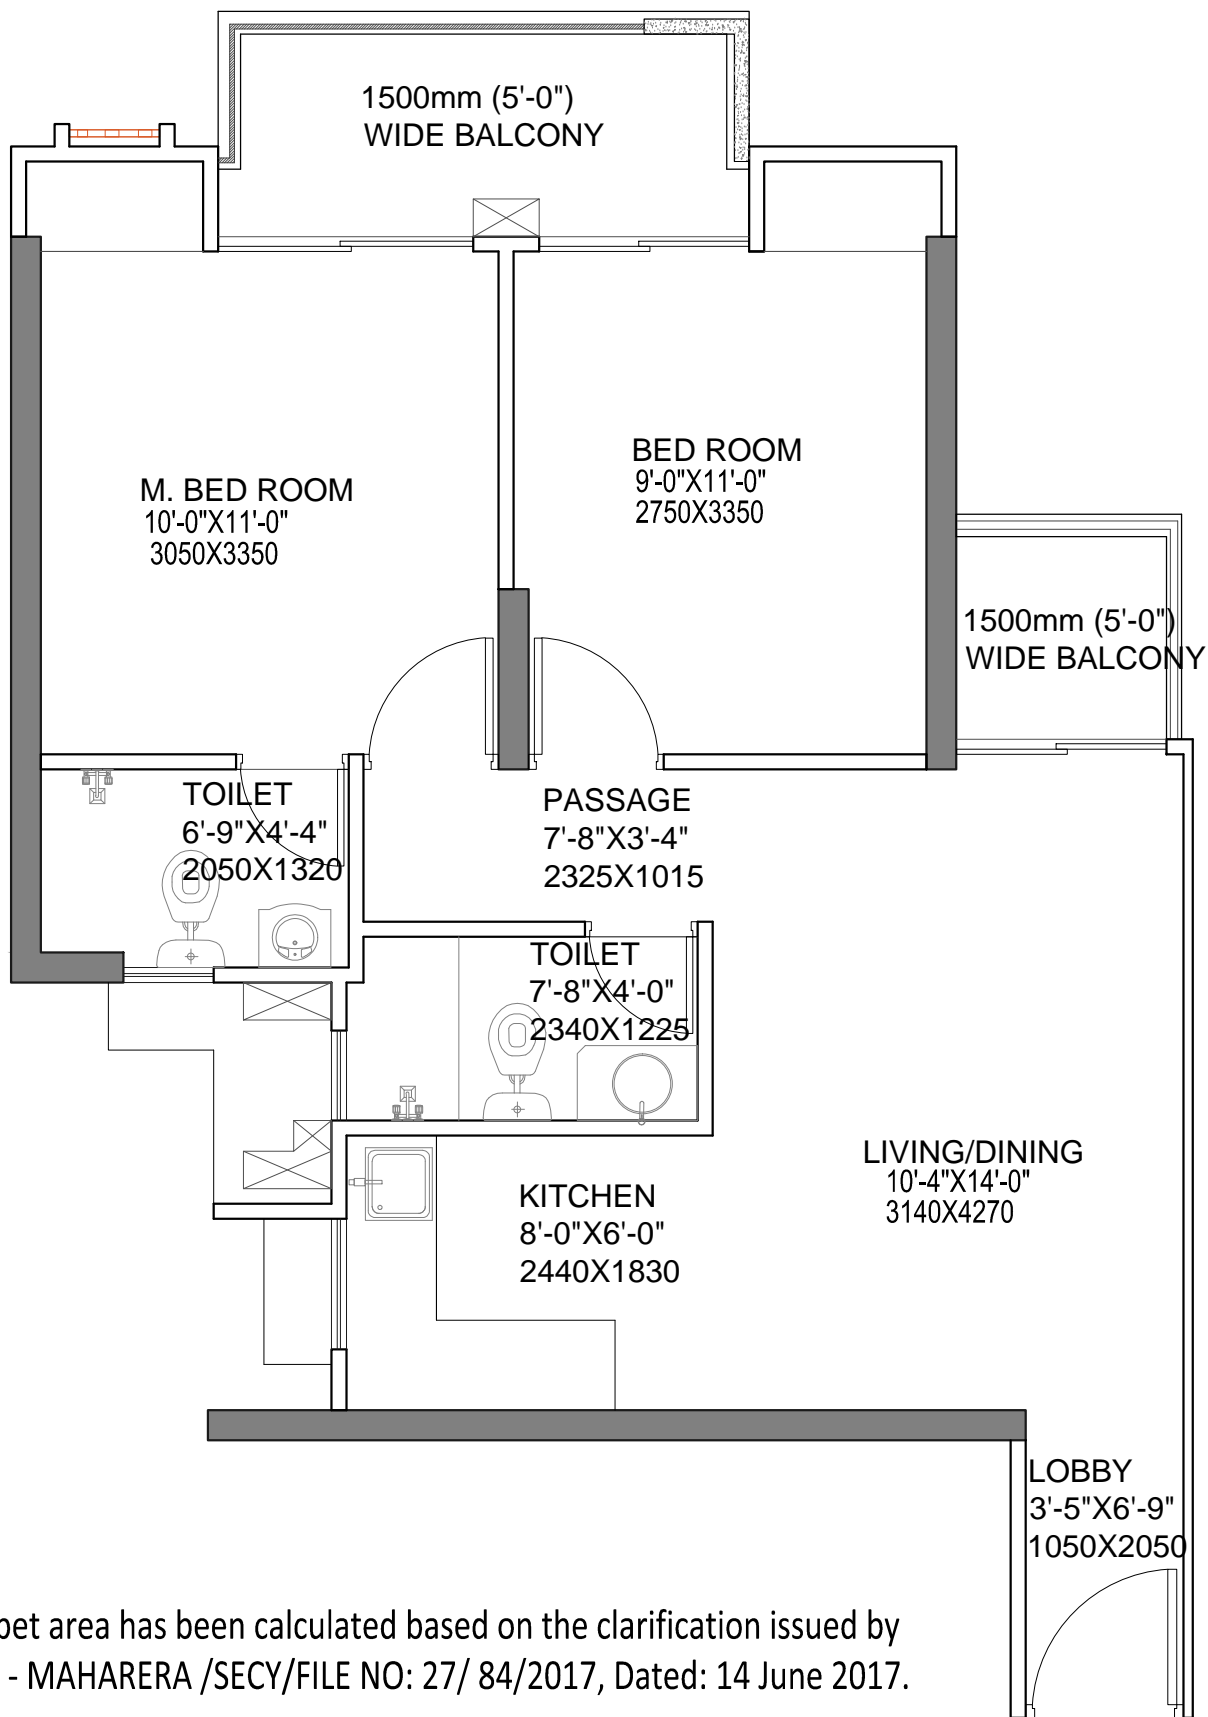 1500mm (5'-0")
WIDE BALCONY
BED ROOM
9'-0"X11'-0"
2750X3350
M. BED ROOM
10'-0"X11'-0"
3050X3350
1500mm (5'-0")
WIDE BALCONY
TOILET
6'-9"X4'-4"
2050X1320
PASSAGE
7'-8"X3'-4"
2325X1015
TOILET
7'-8"X4'-0"
2340X1225
LIVING/DINING
10'-4"X14'-0"
3140X4270
KITCHEN
8'-0"X6'-0"
2440X1830
LOBBY
3'-5"X6'-9"
1050X2050
area has been calculated based on the clarification issued by
- MAHARERA /SECY/FILE NO: 27/ 84/2017, Dated: 14 June 2017.